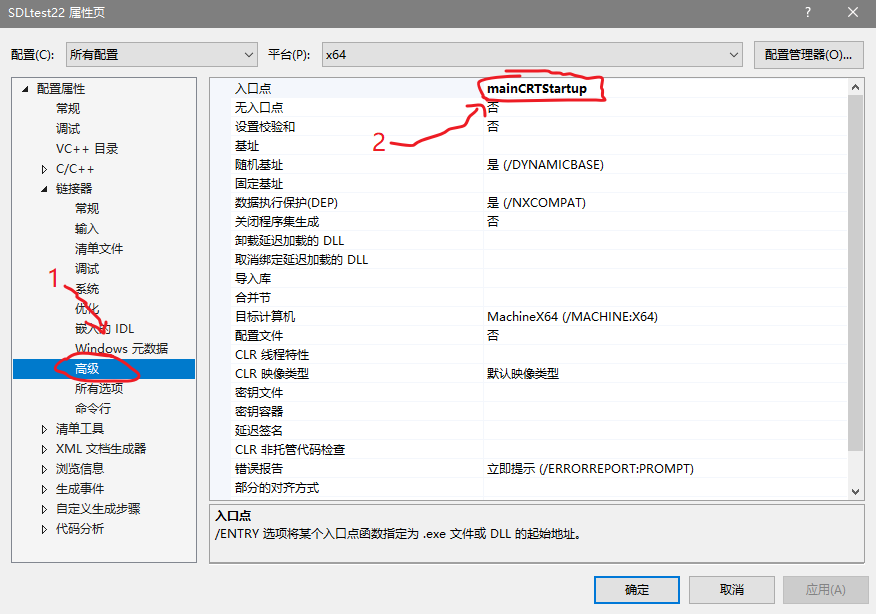 SDLtest22 属性页
配置(C): 所有配置 平台(P): x64 配置管理器(O)...
配置属性
常规
调试
VC++ 目录
C/C++
链接器
常规
输入
清单文件
调试
系统
优化
嵌入的 IDL
Windows 元数据
高级
所有选项
命令行
清单工具
XML 文档生成器
浏览信息
生成事件
自定义生成步骤
代码分析
1
2
入口点 mainCRTStartup
无入口点 否
设置校验和 否
基址
随机基址 是 (/DYNAMICBASE)
固定基址
数据执行保护(DEP) 是 (/NXCOMPAT)
关闭程序集生成 否
卸载延迟加载的 DLL
取消绑定延迟加载的 DLL
导入库
合并节
目标计算机 MachineX64 (/MACHINE:X64)
配置文件 否
CLR 线程特性
CLR 映像类型 默认映像类型
密钥文件
密钥容器
延迟签名
CLR 非托管代码检查
错误报告 立即提示 (/ERRORREPORT:PROMPT)
部分的对齐方式
入口点
/ENTRY 选项将某个入口点函数指定为 .exe 文件或 DLL 的起始地址。
确定 取消 应用(A)